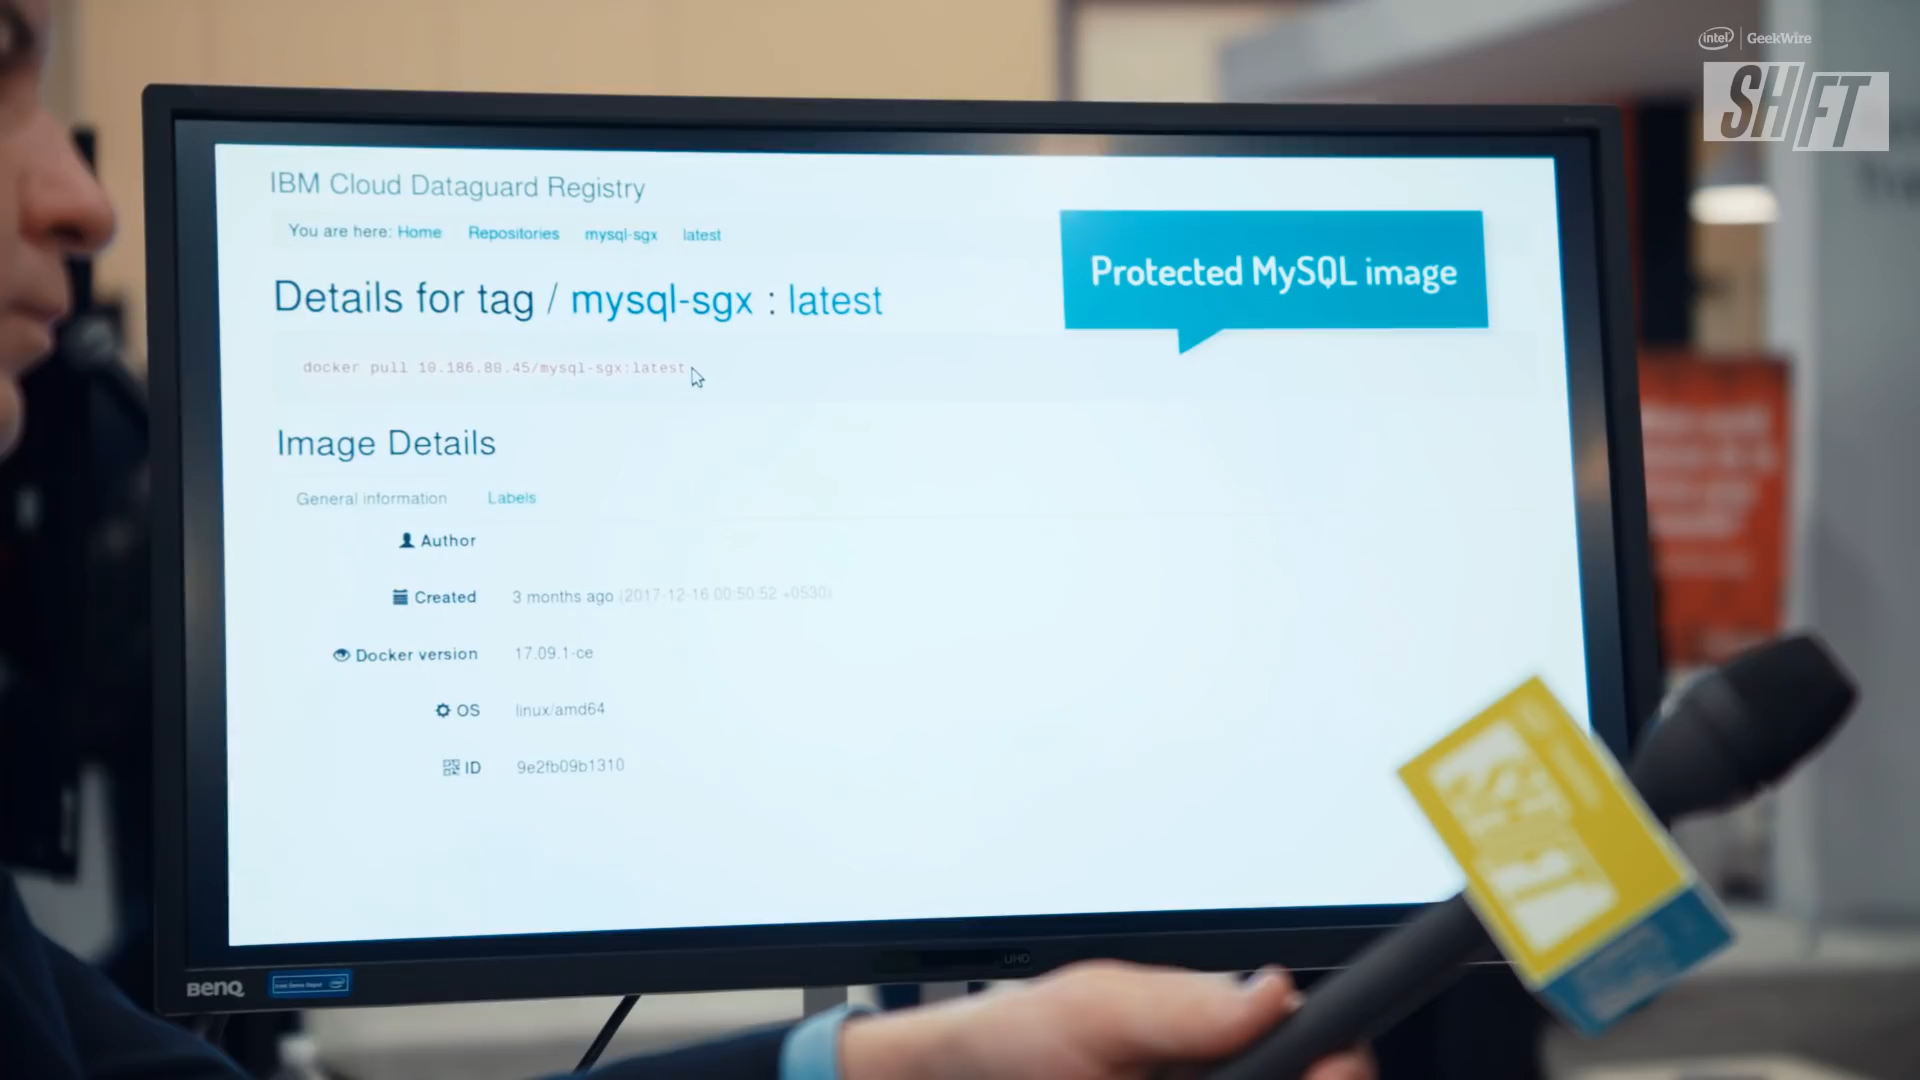 intel | GeekWire
SHIFT
IBM Cloud Dataguard Registry
You are here: Home Repositories mysql-sgx latest
Protected MySQL image
Details for tag / mysql-sgx : latest
docker pull 10.186.80.45/mysql-sgx:latest
Image Details
General information Labels
Author
Created 3 months ago (2017-12-16 00:50:52 +0530)
Docker version 17.09.1-ce
OS linux/amd64
ID 9e2fb09b1310
BenQ
UHD